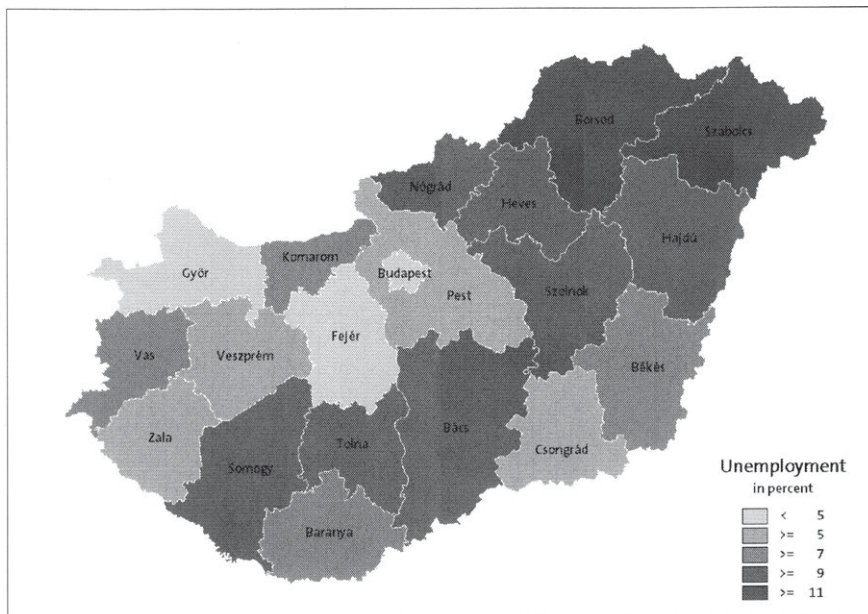 Borsod
Szabolcs
Nógrád
Heves
Hajdú
Komarom
Budapest
Győr
Pest
Szolnok
Fejér
Vas
Veszprém
Békés
Bács
Zala
Tolna
Csongrád
Somogy
Baranya
Unemployment
in percent
< 5
>= 5
>= 7
>= 9
>= 11